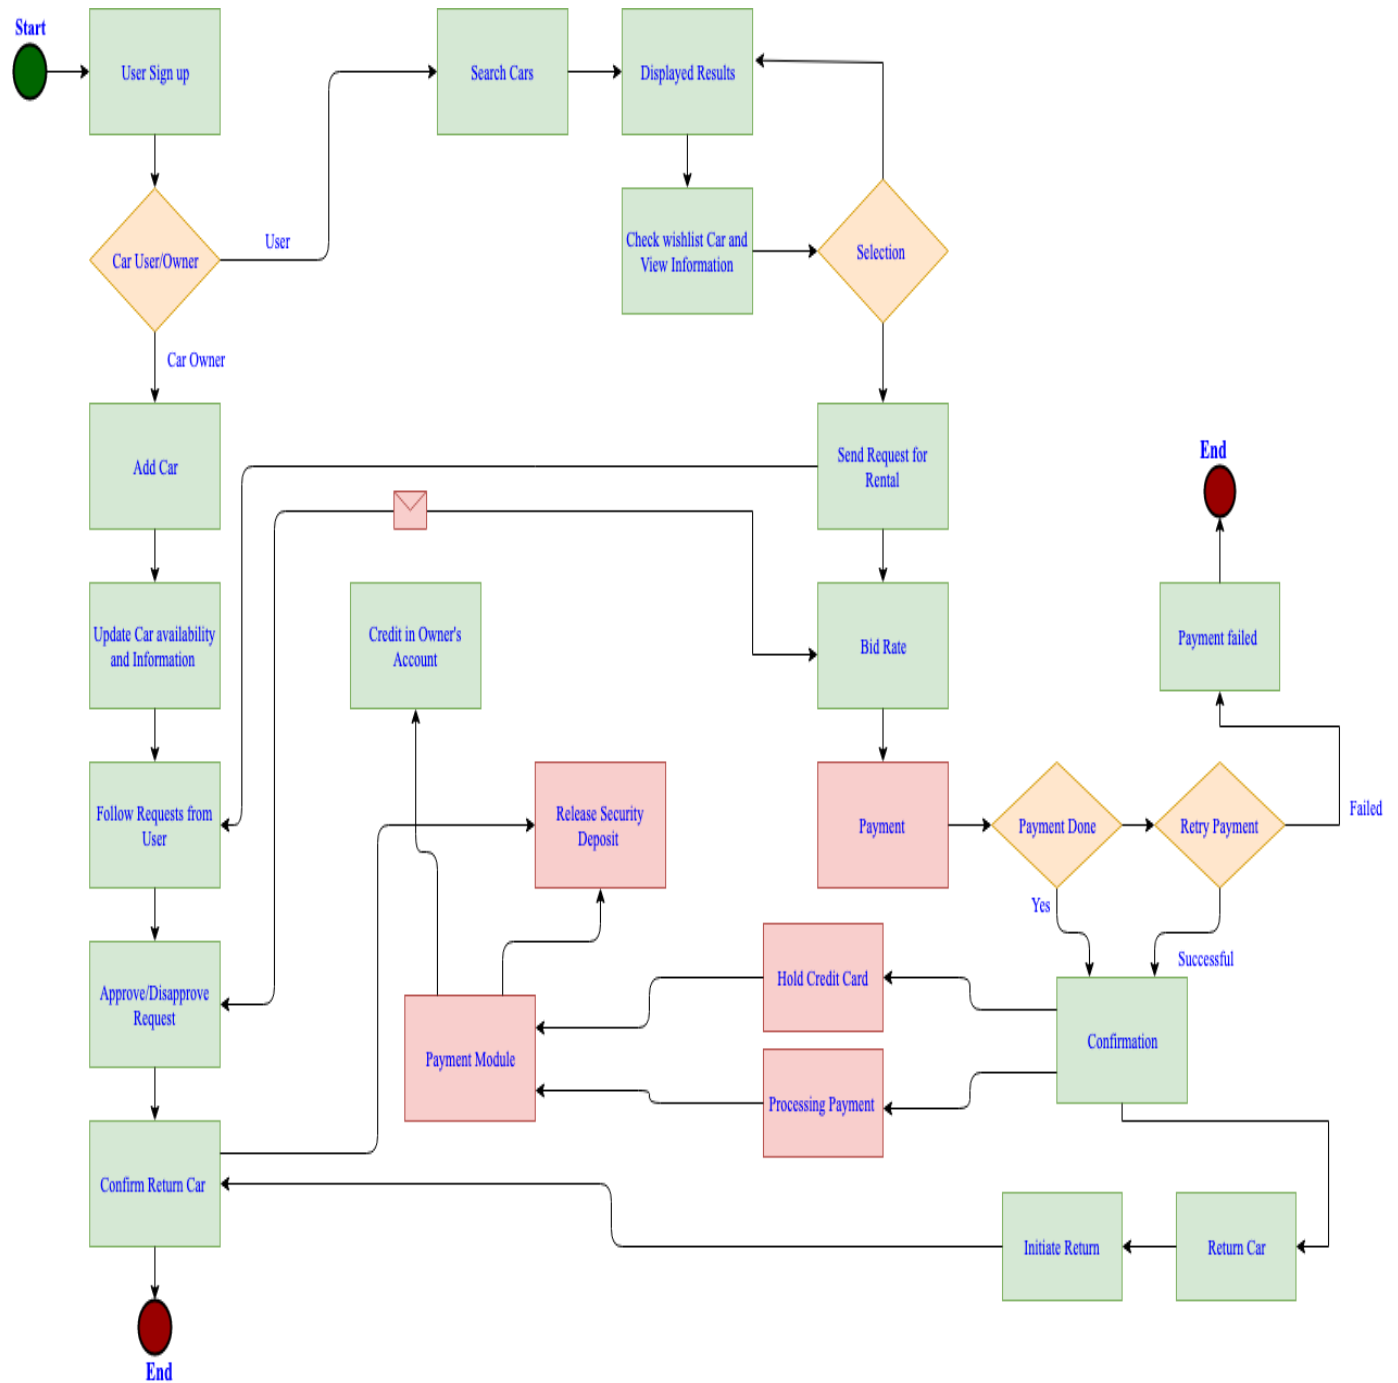 Start
User Sign up
Search Cars
Displayed Results
Car User/Owner
User
Check wishlist Car and
View Information
Selection
Car Owner
Add Car
Send Request for
Rental
End
Update Car availability
and Information
Credit in Owner's
Account
Bid Rate
Payment failed
Follow Requests from
User
Release Security
Deposit
Payment
Payment Done
Retry Payment
Failed
Yes
Successful
Approve/Disapprove
Request
Hold Credit Card
Payment Module
Confirmation
Processing Payment
Confirm Return Car
Initiate Return
Return Car
End